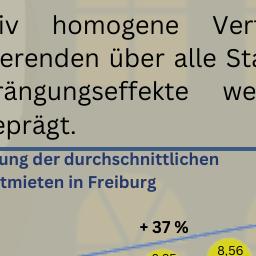 iv homogene Ver
erenden über alle Sta
rängungseffekte we
eprägt.
ung der durchschnittlichen
tmieten in Freiburg
+ 37 %
8,56